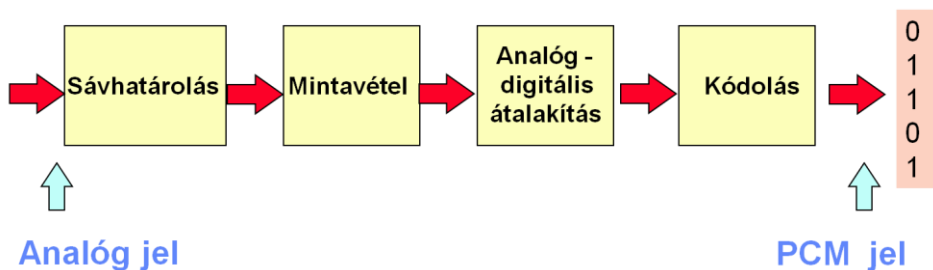 Sávhatárolás
Mintavétel
Analóg -
digitális
átalakítás
Kódolás
0
1
1
0
1
Analóg jel
PCM jel